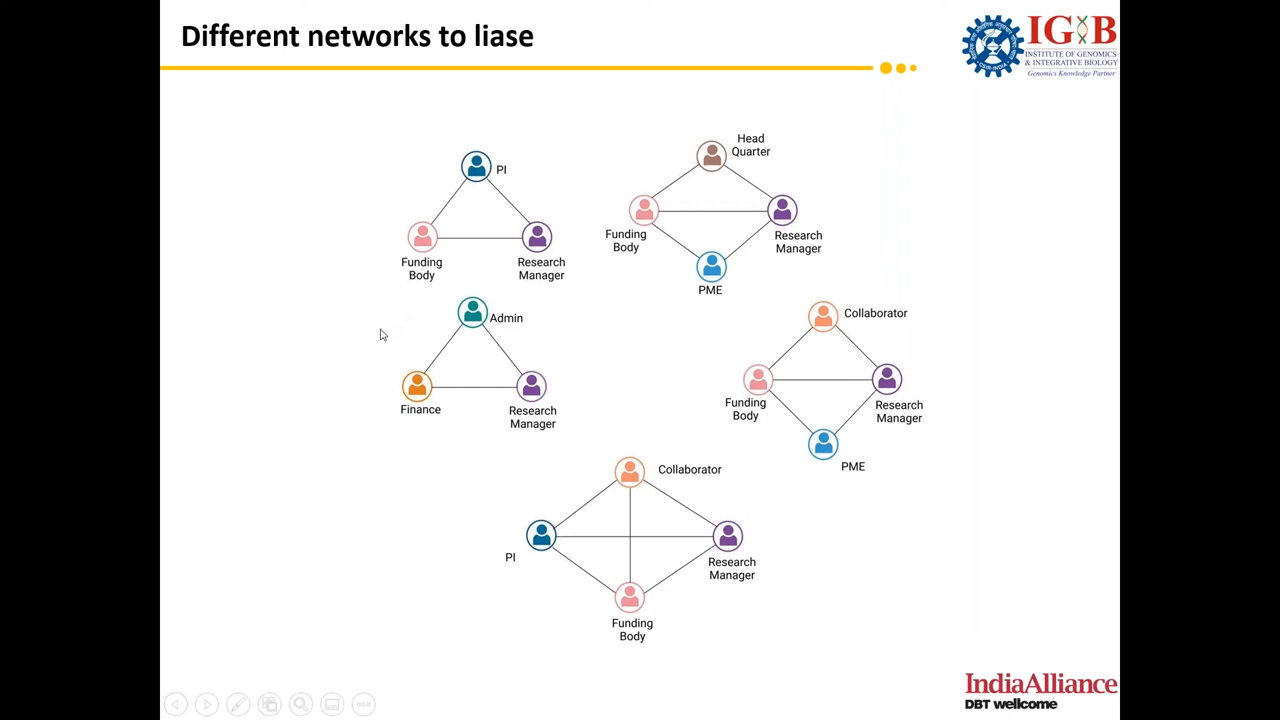 Different networks to liase
IGIB
INSTITUTE OF GENOMICS
& INTEGRATIVE BIOLOGY
Genomics Knowledge Partner
CSIR-INDIA
PI
Funding
Body
Research
Manager
Head
Quarter
Funding
Body
Research
Manager
PME
Admin
Finance
Research
Manager
Collaborator
Funding
Body
Research
Manager
PME
Collaborator
PI
Research
Manager
Funding
Body
IndiaAlliance
DBT wellcome